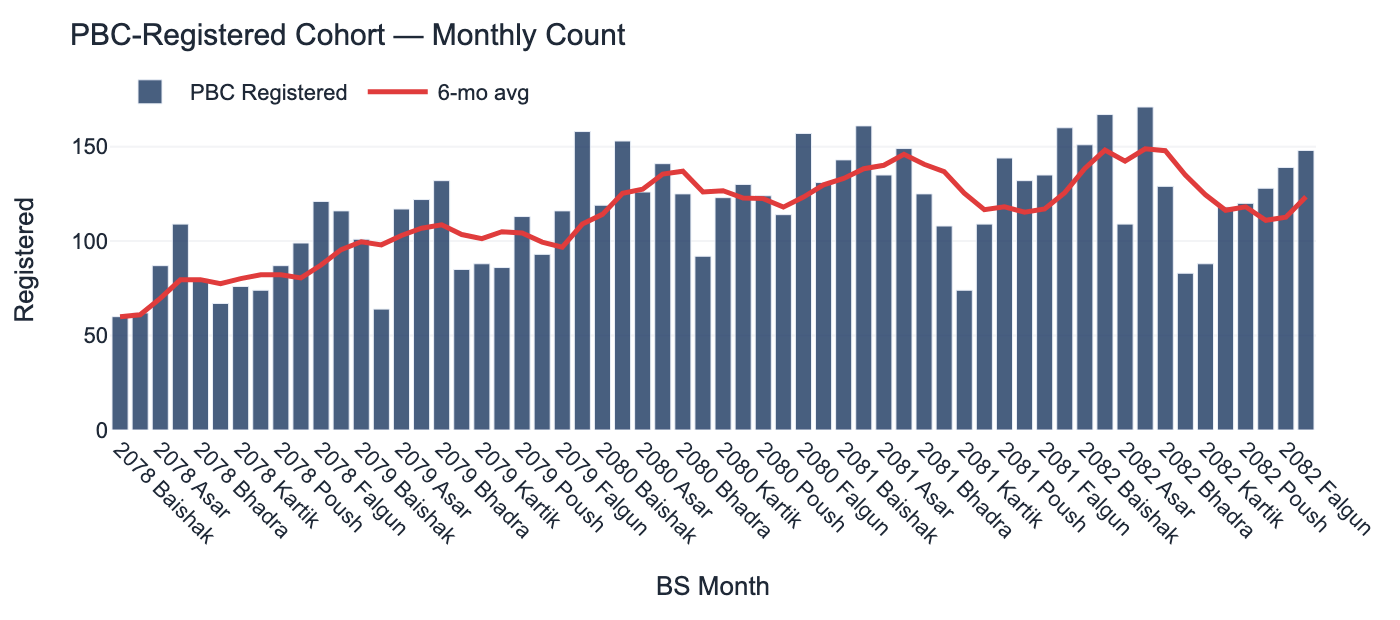 PBC-Registered Cohort — Monthly Count
PBC Registered
6-mo avg
Registered
150
100
50
0
2078 Baishak
2078 Asar
2078 Bhadra
2078 Kartik
2078 Poush
2078 Falgun
2079 Baishak
2079 Asar
2079 Bhadra
2079 Kartik
2079 Poush
2079 Falgun
2080 Baishak
2080 Asar
2080 Bhadra
2080 Kartik
2080 Poush
2080 Falgun
2081 Baishak
2081 Asar
2081 Bhadra
2081 Kartik
2081 Poush
2081 Falgun
2082 Baishak
2082 Asar
2082 Bhadra
2082 Kartik
2082 Poush
2082 Falgun
BS Month